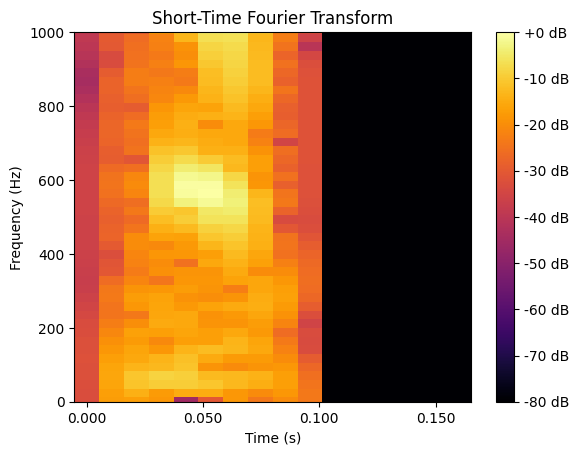 Short-Time Fourier Transform
1000
800
600
400
200
0
Frequency (Hz)
0.000
0.050
0.100
0.150
Time (s)
+0 dB
-10 dB
-20 dB
-30 dB
-40 dB
-50 dB
-60 dB
-70 dB
-80 dB